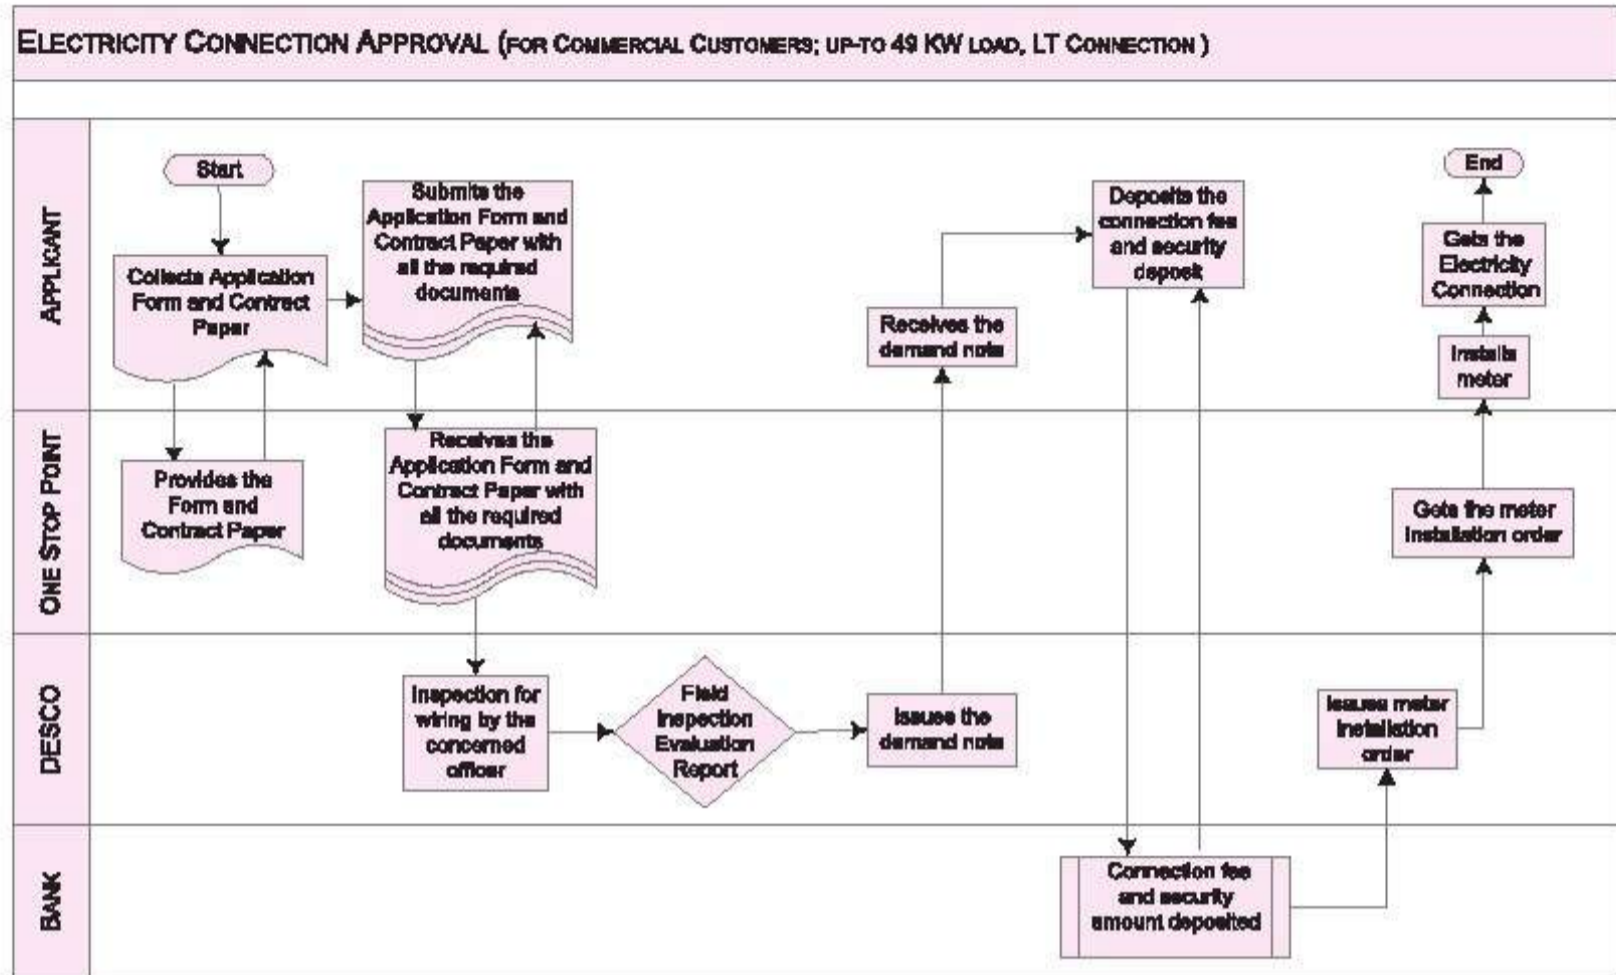 ELECTRICITY CONNECTION APPROVAL (FOR COMMERCIAL CUSTOMERS; UP-TO 49 KW LOAD, LT CONNECTION )
APPLICANT
Start
Collects Application
Form and Contract
Paper
Submits the
Application Form and
Contract Paper with
all the required
documents
Receives the
demand note
Deposits the
connection fee
and security
deposit
End
Gets the
Electricity
Connection
Installs
meter
ONE STOP POINT
Provides the
Form and
Contract Paper
Receives the
Application Form and
Contract Paper with
all the required
documents
Gets the meter
Installation order
DESCO
Inspection for
wiring by the
concerned
officer
Field
Inspection
Evaluation
Report
Issues the
demand note
Issues meter
Installation
order
BANK
Connection fee
and security
amount deposited